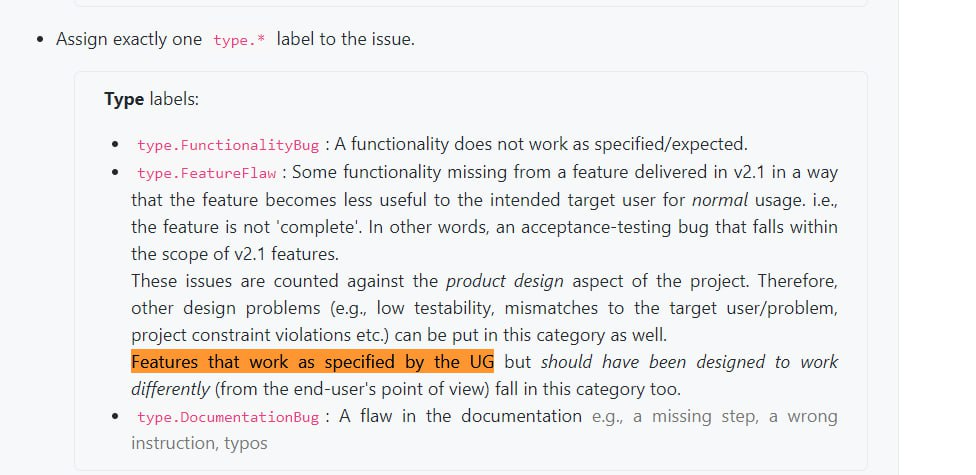 Assign exactly one type.* label to the issue.
Type labels:
type.FunctionalityBug : A functionality does not work as specified/expected.
type.FeatureFlaw : Some functionality missing from a feature delivered in v2.1 in a way
that the feature becomes less useful to the intended target user for normal usage. i.e.,
the feature is not 'complete'. In other words, an acceptance-testing bug that falls within
the scope of v2.1 features.
These issues are counted against the product design aspect of the project. Therefore,
other design problems (e.g., low testability, mismatches to the target user/problem,
project constraint violations etc.) can be put in this category as well.
Features that work as specified by the UG but should have been designed to work
differently (from the end-user's point of view) fall in this category too.
type.DocumentationBug : A flaw in the documentation e.g., a missing step, a wrong
instruction, typos